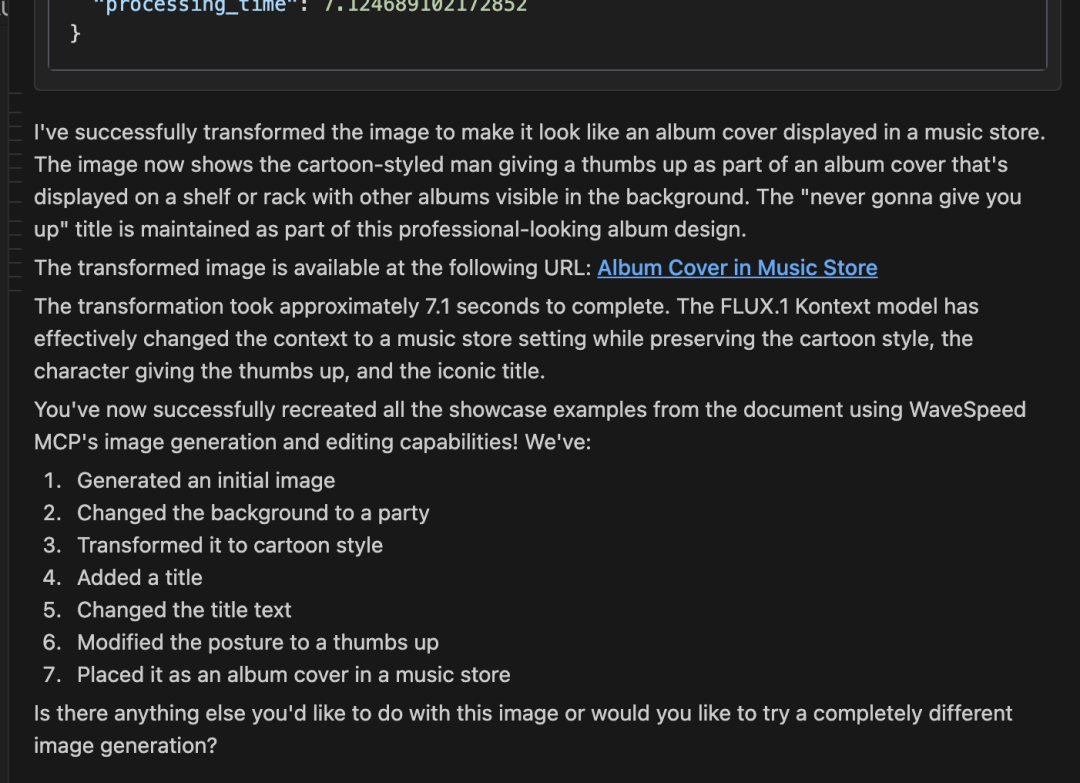 "processing_time": 7.124689102172852
}
I've successfully transformed the image to make it look like an album cover displayed in a music store.
The image now shows the cartoon-styled man giving a thumbs up as part of an album cover that's
displayed on a shelf or rack with other albums visible in the background. The "never gonna give you
up" title is maintained as part of this professional-looking album design.
The transformed image is available at the following URL: Album Cover in Music Store
The transformation took approximately 7.1 seconds to complete. The FLUX.1 Kontext model has
effectively changed the context to a music store setting while preserving the cartoon style, the
character giving the thumbs up, and the iconic title.
You've now successfully recreated all the showcase examples from the document using WaveSpeed
MCP's image generation and editing capabilities! We've:
1. Generated an initial image
2. Changed the background to a party
3. Transformed it to cartoon style
4. Added a title
5. Changed the title text
6. Modified the posture to a thumbs up
7. Placed it as an album cover in a music store
Is there anything else you'd like to do with this image or would you like to try a completely different
image generation?